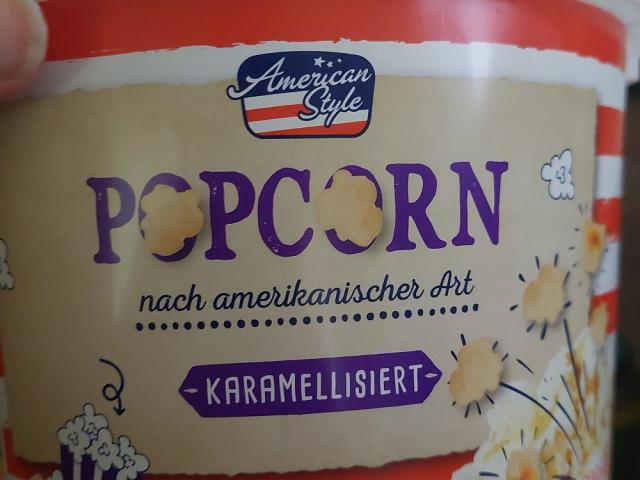 American
Style
POPCORN
nach amerikanischer Art
KARAMELLISIERT